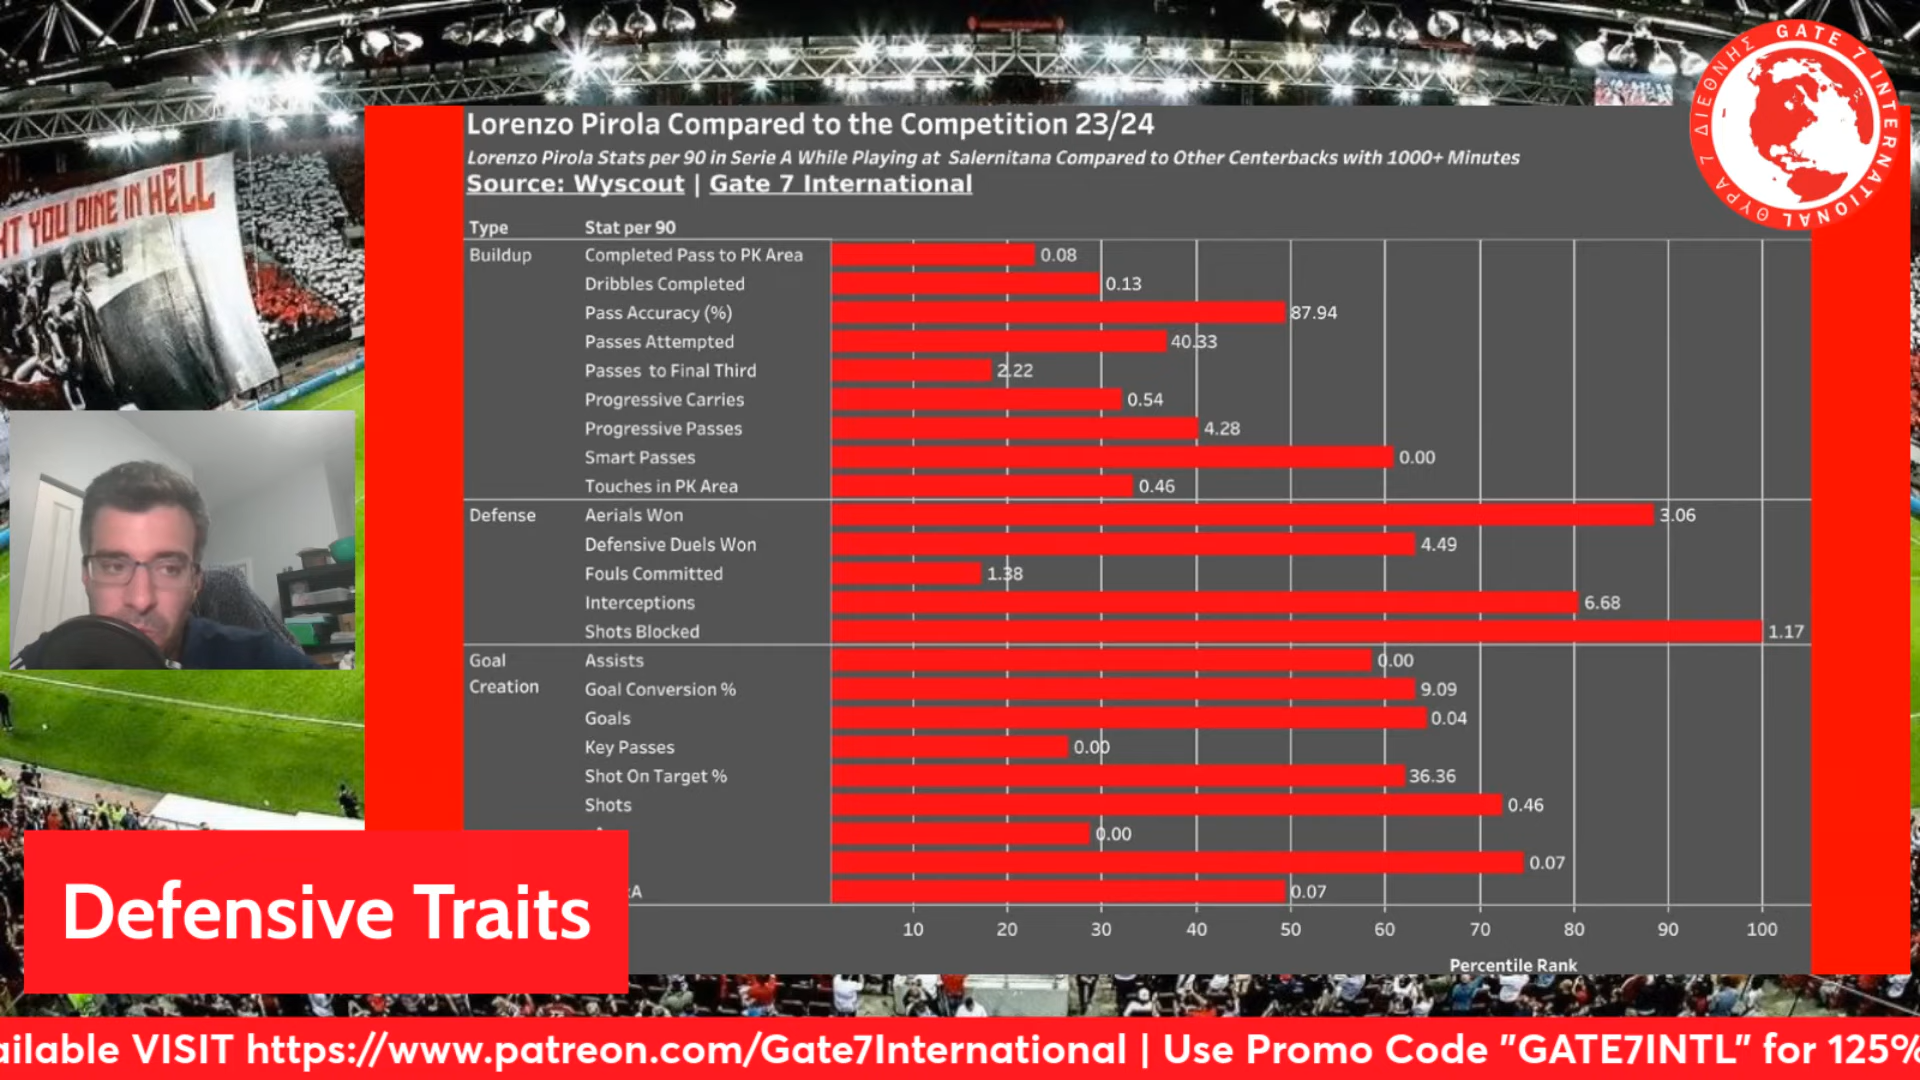 HT YOU DINE IN HELL
GATE 7 INTERNATIONAL
ΘΥΡΑ 7 ΔΙΕΘΝΗΣ
Lorenzo Pirola Compared to the Competition 23/24
Lorenzo Pirola Stats per 90 in Serie A While Playing at Salernitana Compared to Other Centerbacks with 1000+ Minutes
Source: Wyscout | Gate 7 International
Type Stat per 90
Buildup Completed Pass to PK Area 0.08
Dribbles Completed 0.13
Pass Accuracy (%) 87.94
Passes Attempted 40.33
Passes to Final Third 2.22
Progressive Carries 0.54
Progressive Passes 4.28
Smart Passes 0.00
Touches in PK Area 0.46
Defense Aerials Won 3.06
Defensive Duels Won 4.49
Fouls Committed 1.38
Interceptions 6.68
Shots Blocked 1.17
Goal Creation Assists 0.00
Goal Conversion % 9.09
Goals 0.04
Key Passes 0.00
Shot On Target % 36.36
Shots 0.46
0.00
0.07
A 0.07
10 20 30 40 50 60 70 80 90 100
Percentile Rank
Defensive Traits
ailable VISIT https://www.patreon.com/Gate7International | Use Promo Code "GATE7INTL" for 125%